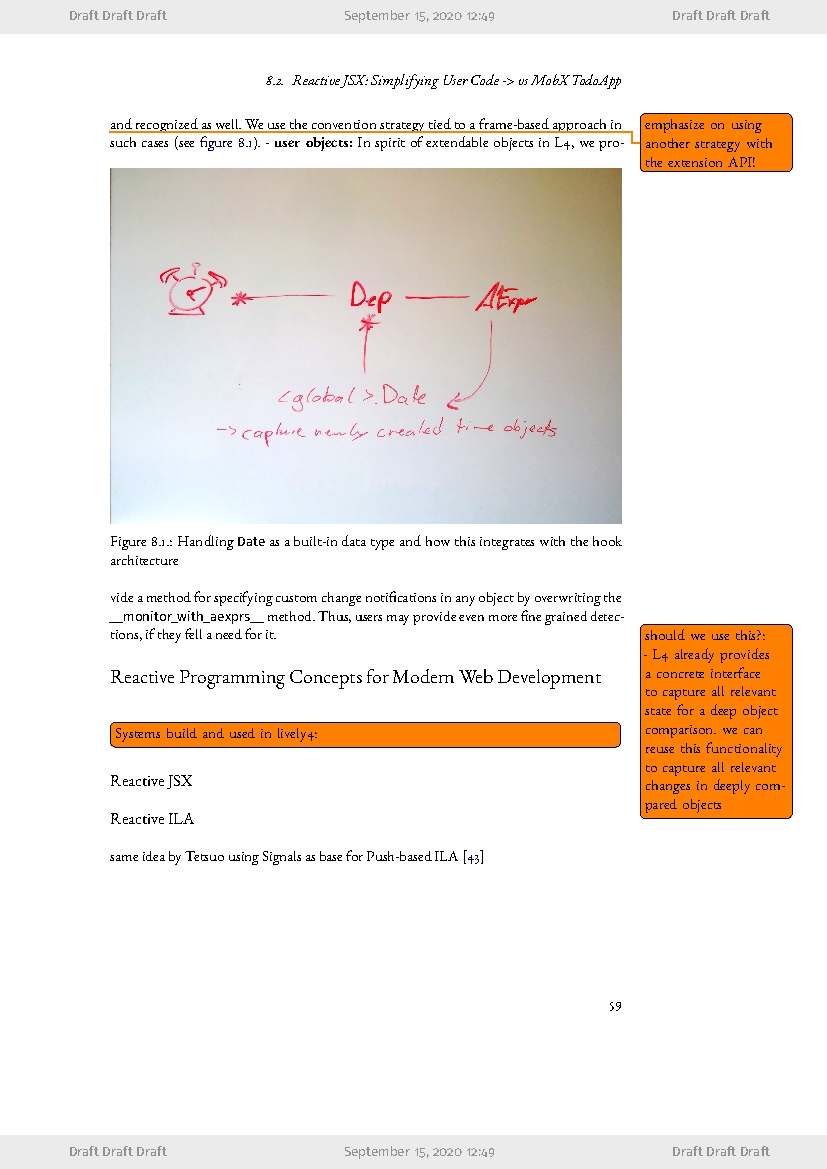 Draft Draft Draft September 15, 2020 12:49 Draft Draft Draft
8.2. Reactive JSX: Simplifying User Code -> vs MobX TodoApp
and recognized as well. We use the convention strategy tied to a frame-based approach in
such cases (see figure 8.1). - user objects: In spirit of extendable objects in L4, we pro-
emphasize on using
another strategy with
the extension API!
Dep AExpr
<global>.Date
-> capture newly created time objects
Figure 8.1.: Handling Date as a built-in data type and how this integrates with the hook
architecture
vide a method for specifying custom change notifications in any object by overwriting the
__monitor_with_aexprs__ method. Thus, users may provide even more fine grained detec-
tions, if they fell a need for it.
should we use this?:
- L4 already provides
a concrete interface
to capture all relevant
state for a deep object
comparison. we can
reuse this functionality
to capture all relevant
changes in deeply com-
pared objects
Reactive Programming Concepts for Modern Web Development
Systems build and used in lively4:
Reactive JSX
Reactive ILA
same idea by Tetsuo using Signals as base for Push-based ILA [43]
59
Draft Draft Draft September 15, 2020 12:49 Draft Draft Draft